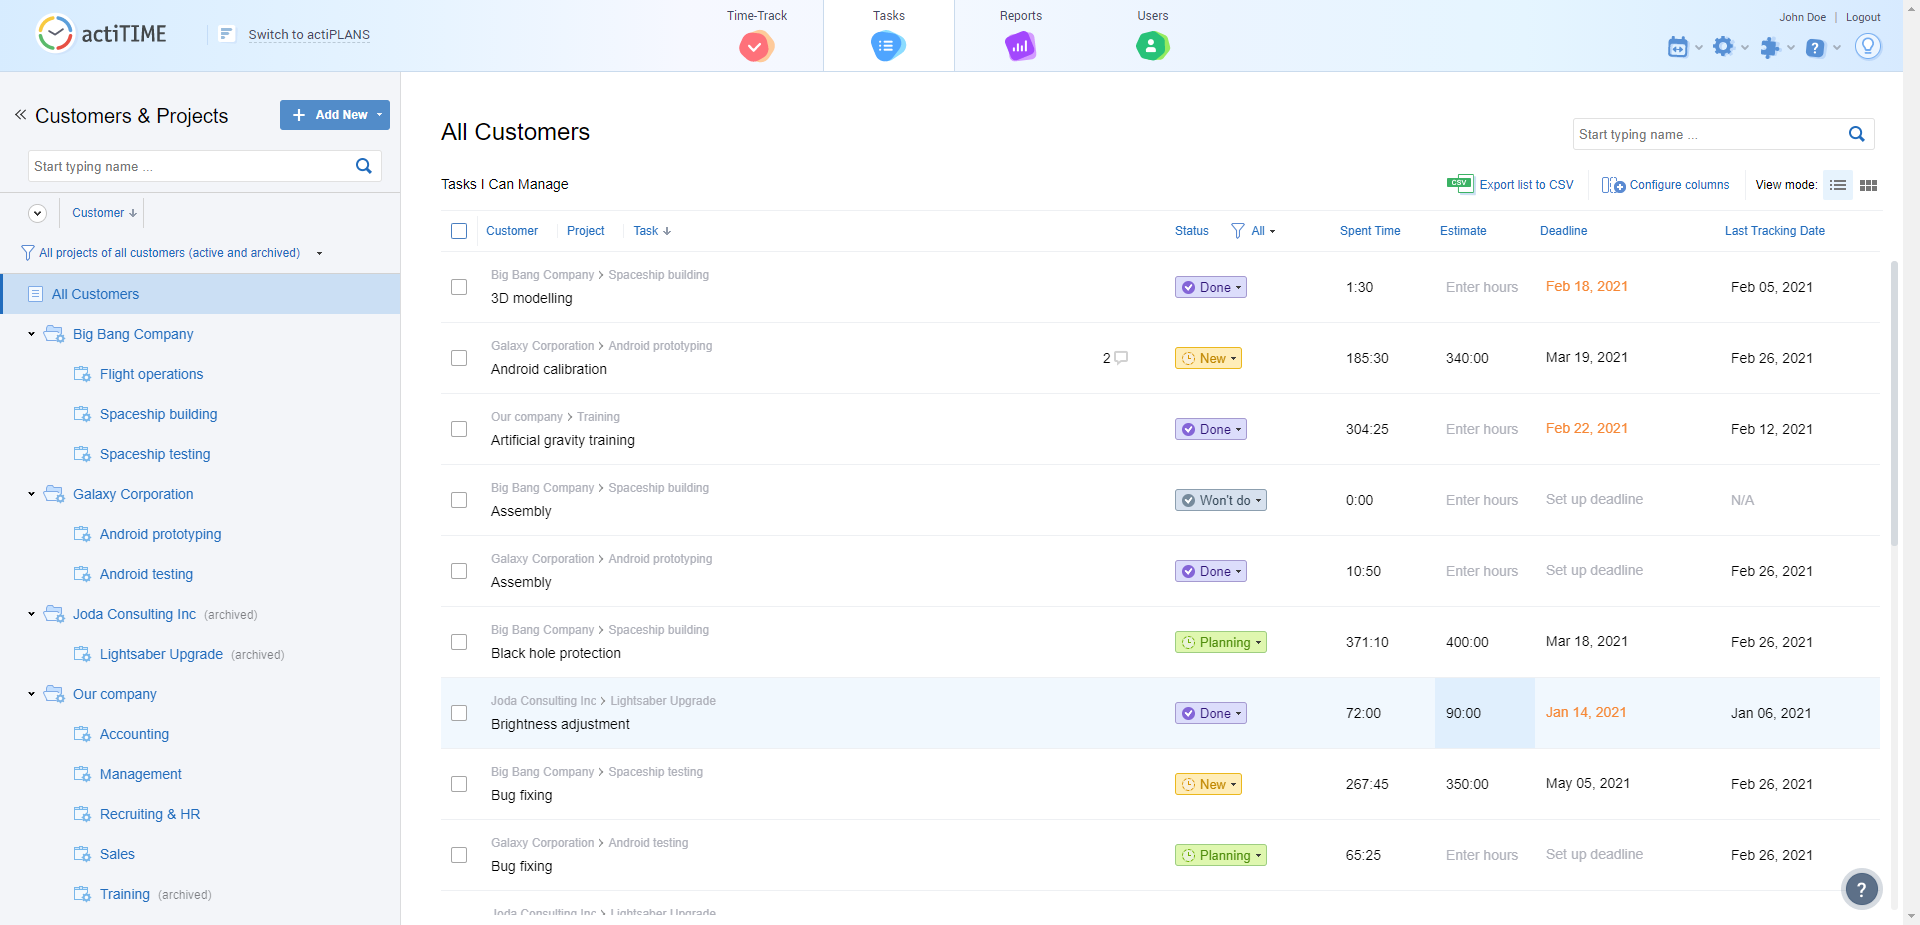 actiTIME
Switch to actiPLANS
Time-Track
Tasks
Reports
Users
John Doe | Logout
Customers & Projects
+ Add New
Start typing name ...
Customer ↓
All projects of all customers (active and archived)
All Customers
Big Bang Company
Flight operations
Spaceship building
Spaceship testing
Galaxy Corporation
Android prototyping
Android testing
Joda Consulting Inc (archived)
Lightsaber Upgrade (archived)
Our company
Accounting
Management
Recruiting & HR
Sales
Training (archived)
All Customers
Start typing name ...
Tasks I Can Manage
CSV Export list to CSV
Configure columns
View mode:
Customer Project Task ↓ Status All Spent Time Estimate Deadline Last Tracking Date
Big Bang Company > Spaceship building
3D modelling Done 1:30 Enter hours Feb 18, 2021 Feb 05, 2021
Galaxy Corporation > Android prototyping
Android calibration 2 New 185:30 340:00 Mar 19, 2021 Feb 26, 2021
Our company > Training
Artificial gravity training Done 304:25 Enter hours Feb 22, 2021 Feb 12, 2021
Big Bang Company > Spaceship building
Assembly Won't do 0:00 Enter hours Set up deadline N/A
Galaxy Corporation > Android prototyping
Assembly Done 10:50 Enter hours Set up deadline Feb 26, 2021
Big Bang Company > Spaceship building
Black hole protection Planning 371:10 400:00 Mar 18, 2021 Feb 26, 2021
Joda Consulting Inc > Lightsaber Upgrade
Brightness adjustment Done 72:00 90:00 Jan 14, 2021 Jan 06, 2021
Big Bang Company > Spaceship testing
Bug fixing New 267:45 350:00 May 05, 2021 Feb 26, 2021
Galaxy Corporation > Android testing
Bug fixing Planning 65:25 Enter hours Set up deadline Feb 26, 2021
Joda Consulting Inc > Lightsaber Upgrade
?